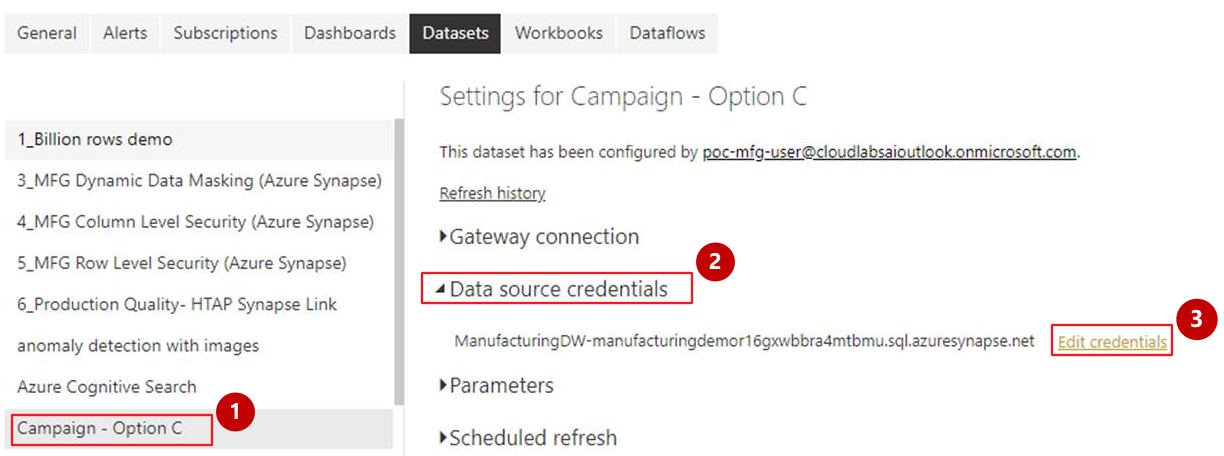 General Alerts Subscriptions Dashboards Datasets Workbooks Dataflows
1_Billion rows demo
3_MFG Dynamic Data Masking (Azure Synapse)
4_MFG Column Level Security (Azure Synapse)
5_MFG Row Level Security (Azure Synapse)
6_Production Quality- HTAP Synapse Link
anomaly detection with images
Azure Cognitive Search
Campaign - Option C
1
Settings for Campaign - Option C
This dataset has been configured by poc-mfg-user@cloudlabsaioutlook.onmicrosoft.com.
Refresh history
Gateway connection
2
Data source credentials
3
ManufacturingDW-manufacturingdemor16gxwbbra4mtbmu.sql.azuresynapse.net Edit credentials
Parameters
Scheduled refresh